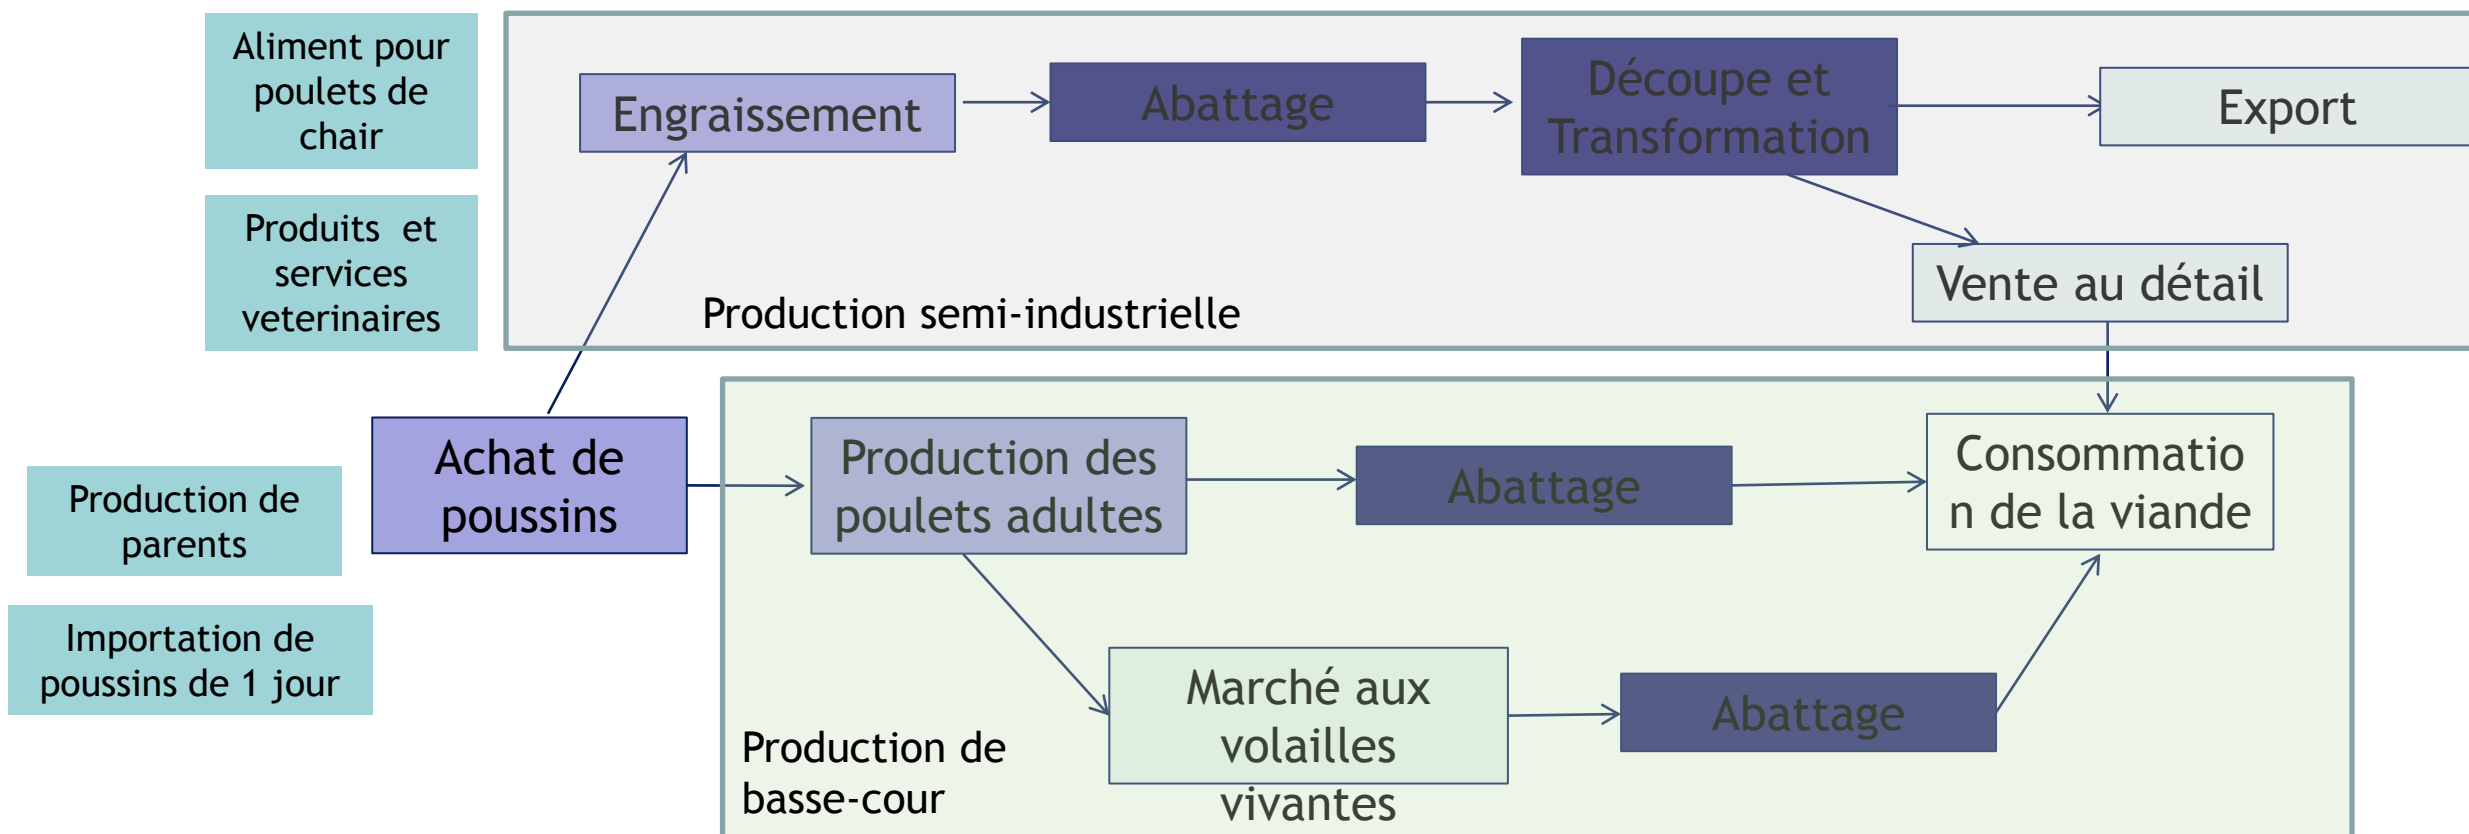 Aliment pour
poulets de
chair
Engraissement
Abattage
Découpe et
Transformation
Export
Produits et
services
veterinaires
Production semi-industrielle
Vente au détail
Achat de
poussins
Production des
poulets adultes
Abattage
Consommatio
n de la viande
Production de
parents
Importation de
poussins de 1 jour
Marché aux
volailles
vivantes
Abattage
Production de
basse-cour